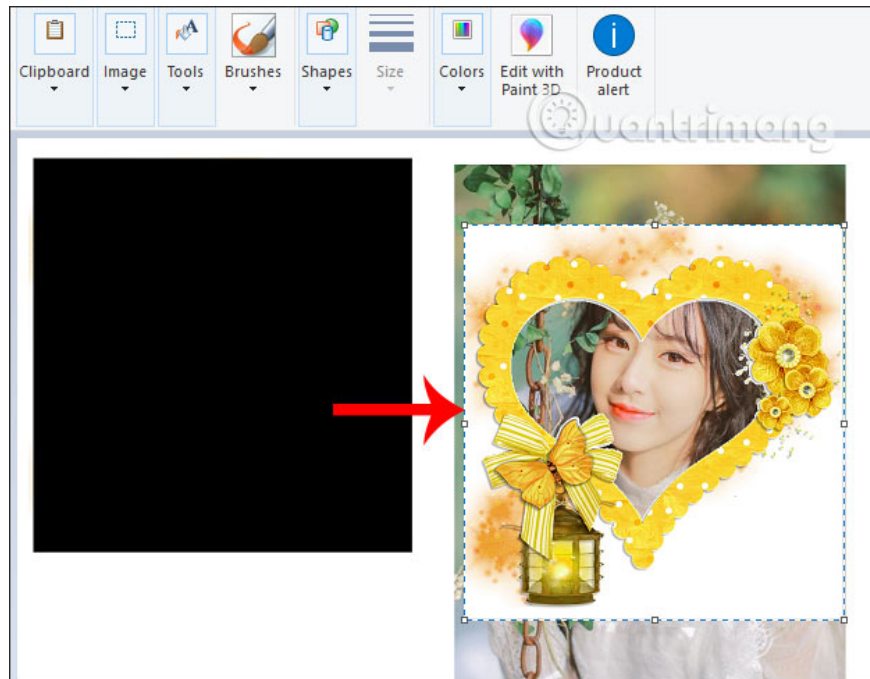 Clipboard
Image
Tools
Brushes
Shapes
Size
Colors
Edit with
Paint 3D
Product
alert
Quantrimang